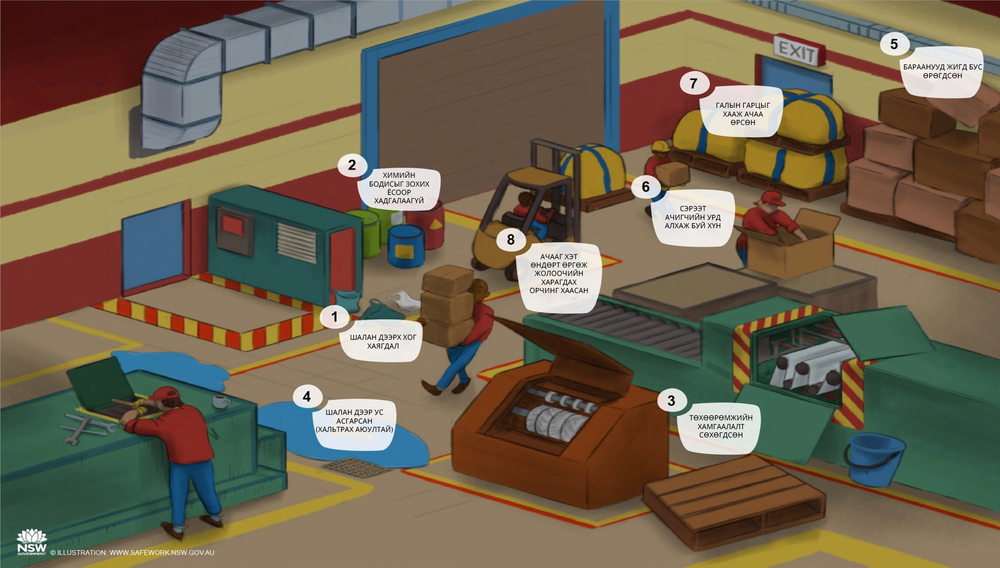 EXIT
5
БАРААНУУД ЖИГД БУС
ӨРӨГДСӨН
7
ГАЛЫН ГАРЦЫГ
ХААЖ АЧАА
ӨРСӨН
2
ХИМИЙН
БОДИСЫГ ЗОХИХ
ЁСООР
ХАДГАЛААГҮЙ
6
СЭРЭЭТ
АЧИГЧИЙН УРД
АЛХАЖ БУЙ ХҮН
8
АЧААГ ХЭТ
ӨНДӨРТ ӨРГӨЖ
ЖОЛООЧИЙН
ХАРАГДАХ
ОРЧИНГ ХААСАН
1
ШАЛАН ДЭЭРХ ХОГ
ХАЯГДАЛ
4
ШАЛАН ДЭЭР УС
АСГАРСАН
(ХАЛЬТРАХ АЮУЛТАЙ)
3
ТӨХӨӨРӨМЖИЙН
ХАМГААЛАЛТ
СӨХӨГДСӨН
NSW
GOVERNMENT
© ILLUSTRATION: WWW.SAFEWORK.NSW.GOV.AU